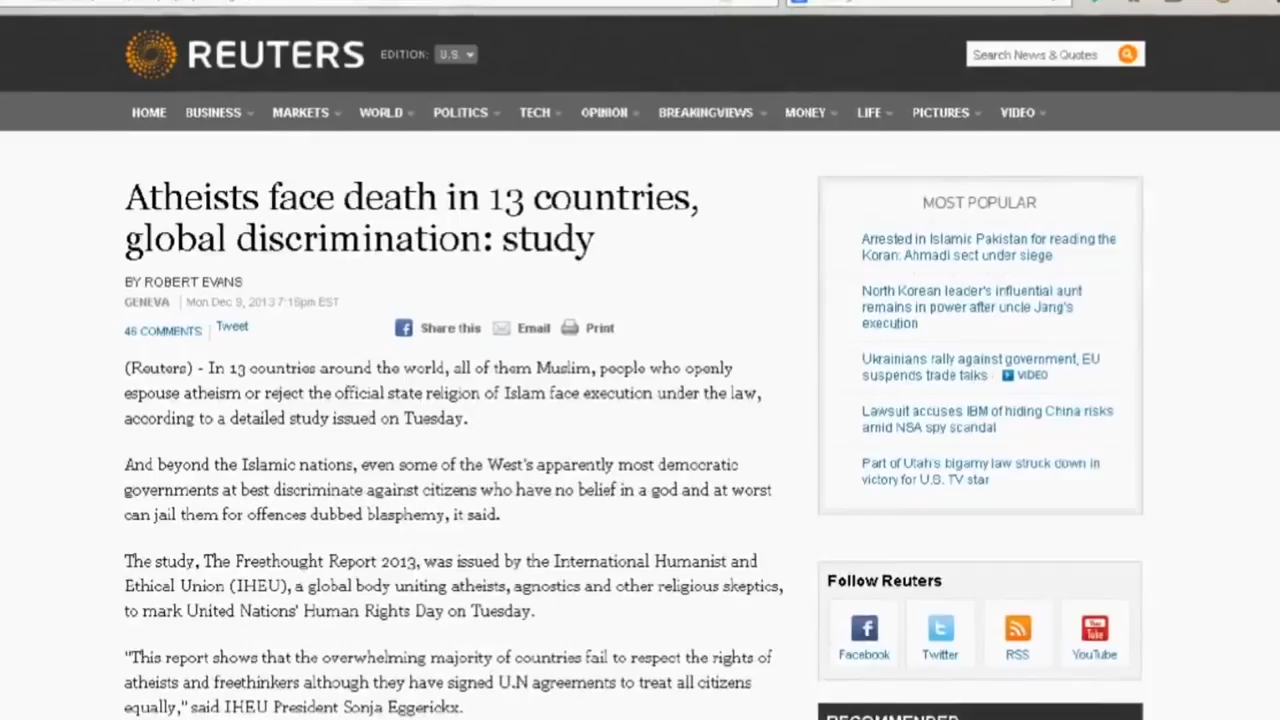 REUTERS EDITION: U.S.
Search News & Quotes
HOME BUSINESS MARKETS WORLD POLITICS TECH OPINION BREAKINGVIEWS MONEY LIFE PICTURES VIDEO
Atheists face death in 13 countries,
global discrimination: study
BY ROBERT EVANS
GENEVA | Mon Dec 9, 2013 7:16pm EST
46 COMMENTS | Tweet
Share this Email Print
(Reuters) - In 13 countries around the world, all of them Muslim, people who openly
espouse atheism or reject the official state religion of Islam face execution under the law,
according to a detailed study issued on Tuesday.
And beyond the Islamic nations, even some of the West's apparently most democratic
governments at best discriminate against citizens who have no belief in a god and at worst
can jail them for offences dubbed blasphemy, it said.
The study, The Freethought Report 2013, was issued by the International Humanist and
Ethical Union (IHEU), a global body uniting atheists, agnostics and other religious skeptics,
to mark United Nations' Human Rights Day on Tuesday.
"This report shows that the overwhelming majority of countries fail to respect the rights of
atheists and freethinkers although they have signed U.N agreements to treat all citizens
equally," said IHEU President Sonja Eggerickx.
MOST POPULAR
Arrested in Islamic Pakistan for reading the
Koran: Ahmadi sect under siege
North Korean leader's influential aunt
remains in power after uncle Jang's
execution
Ukrainians rally against government, EU
suspends trade talks VIDEO
Lawsuit accuses IBM of hiding China risks
amid NSA spy scandal
Part of Utah's bigamy law struck down in
victory for U.S. TV star
Follow Reuters
Facebook Twitter RSS YouTube
RECOMMENDED